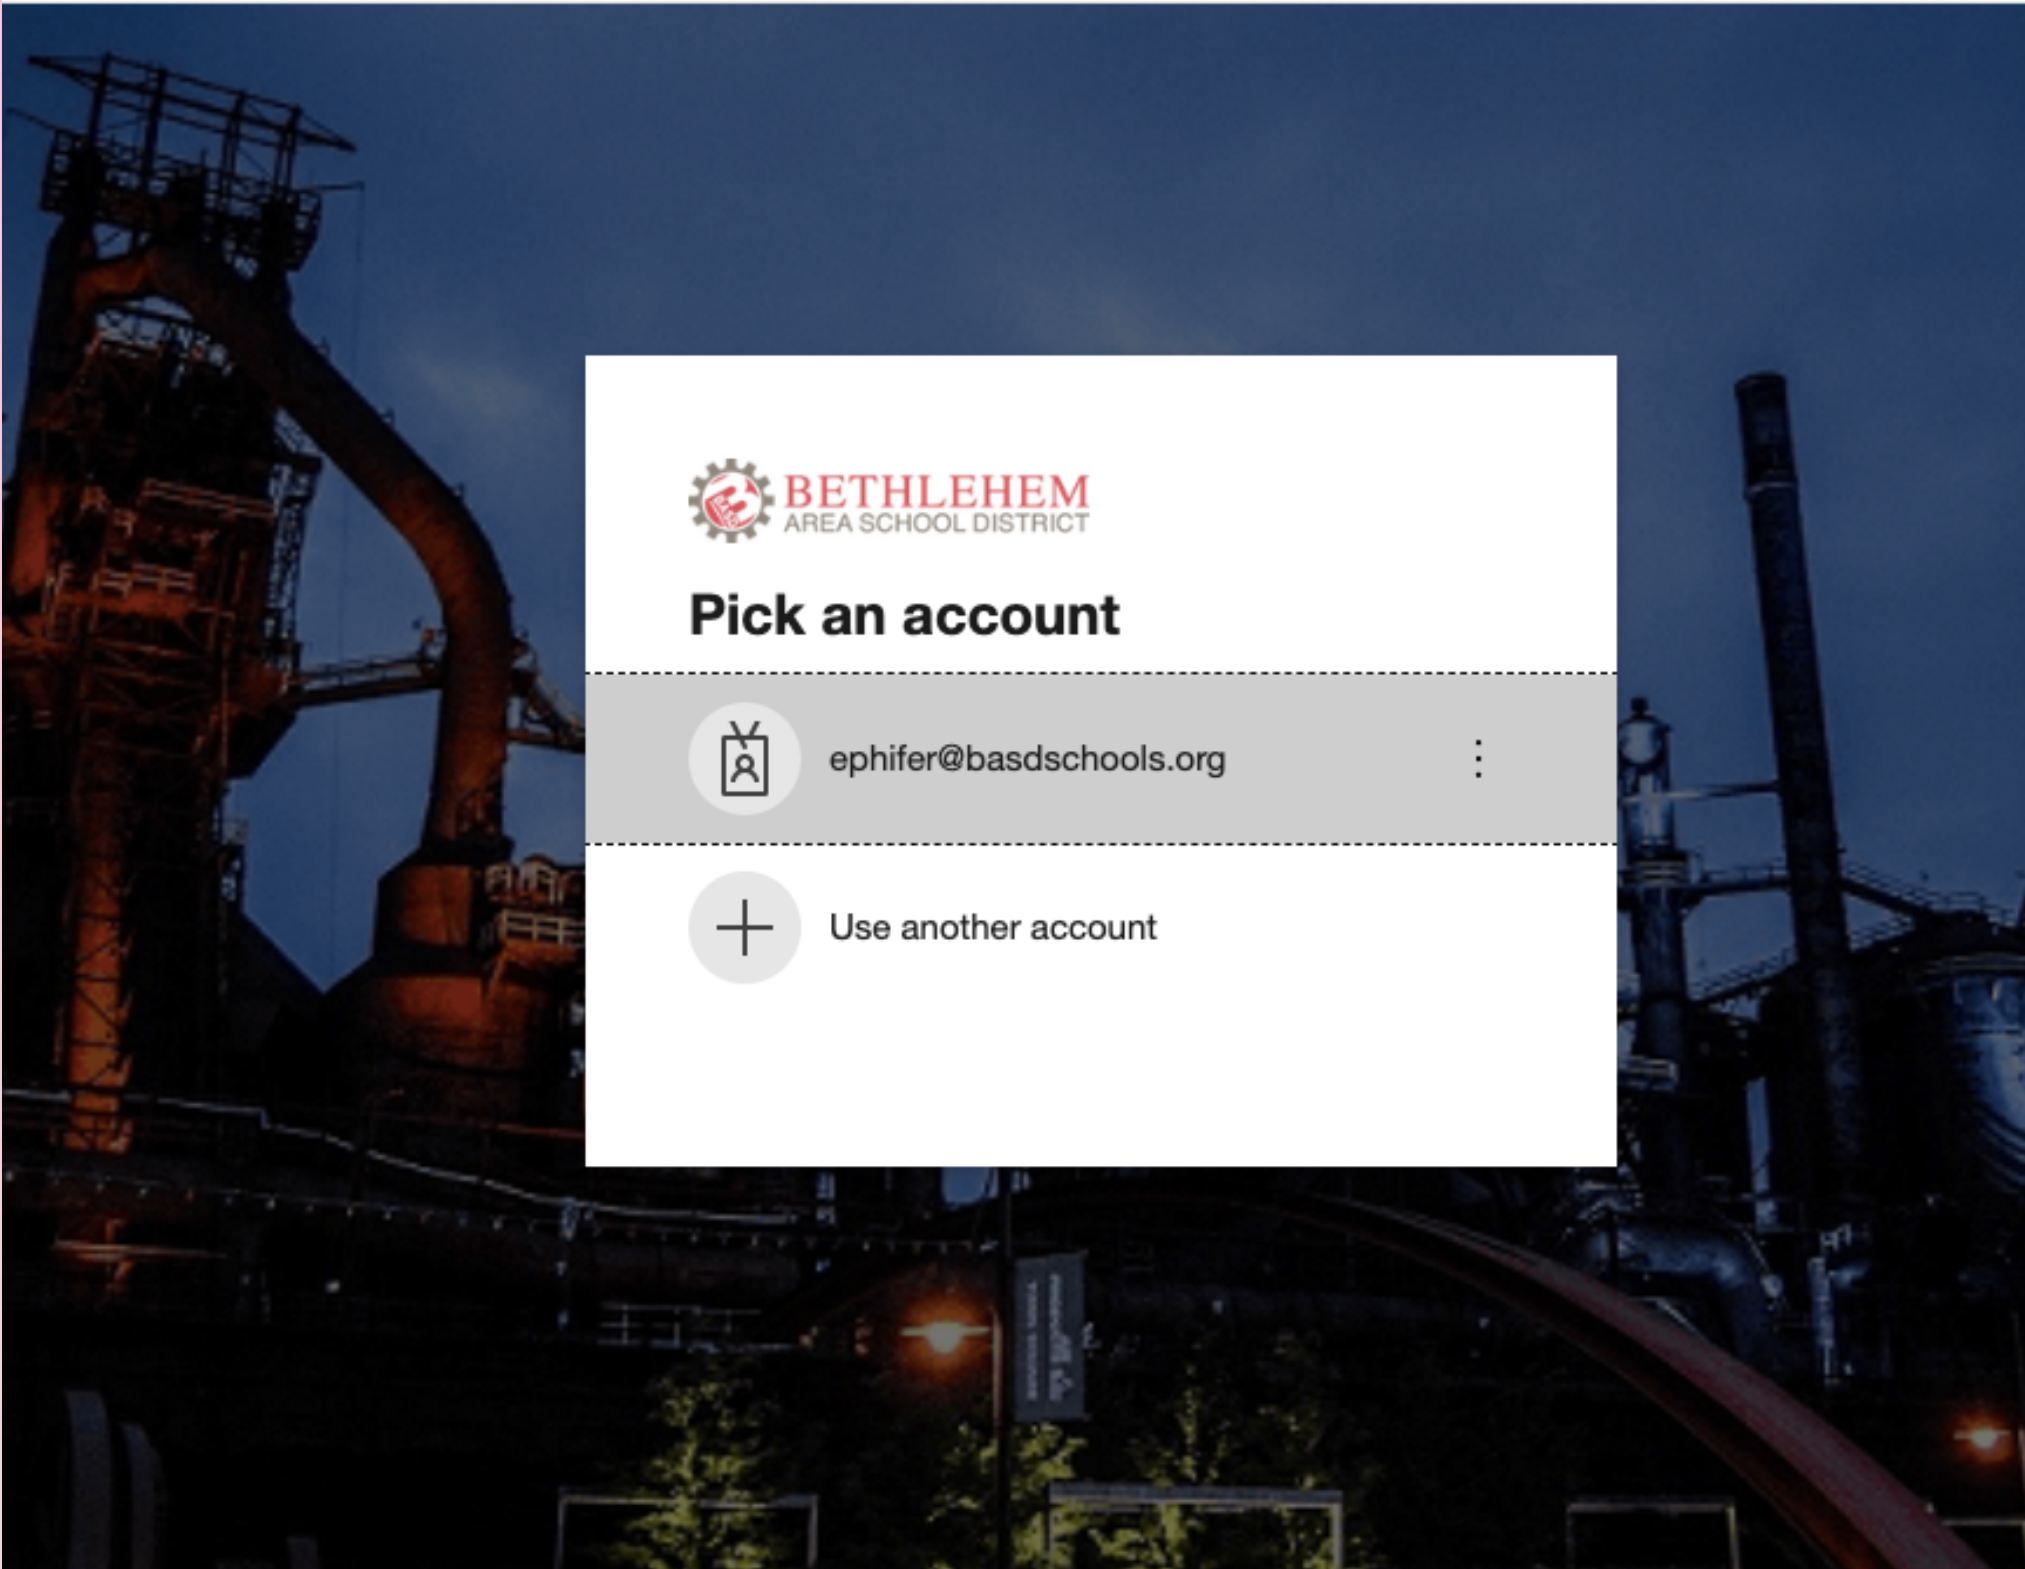 BETHLEHEM
AREA SCHOOL DISTRICT
Pick an account
ephifer@basdschools.org
Use another account